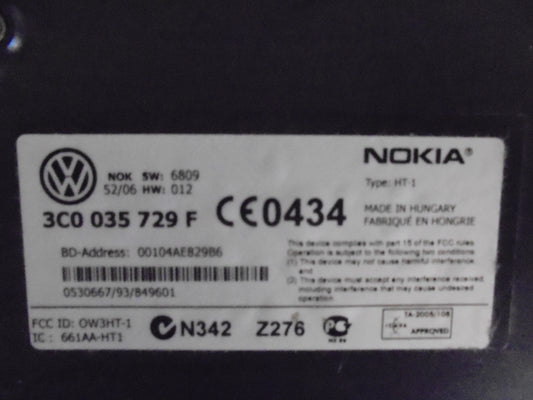 NOKIA®
NOK SW: 6809
52/06 HW: 012
Type: HT-1
3C0 035 729 F CE0434
MADE IN HUNGARY
FABRIQUÉ EN HONGRIE
BD-Address: 00104AE829B6
This device complies with part 15 of the FCC rules
Operation is subject to the following two conditions
(1) This device may not cause harmful interference
and
(2) This device must accept any interference received
including interference that may cause undesired
operation.
0530667/93/849601
FCC ID: OW3HT-1
IC : 661AA-HT1
N342 Z276
TA-2005/108
APPROVED